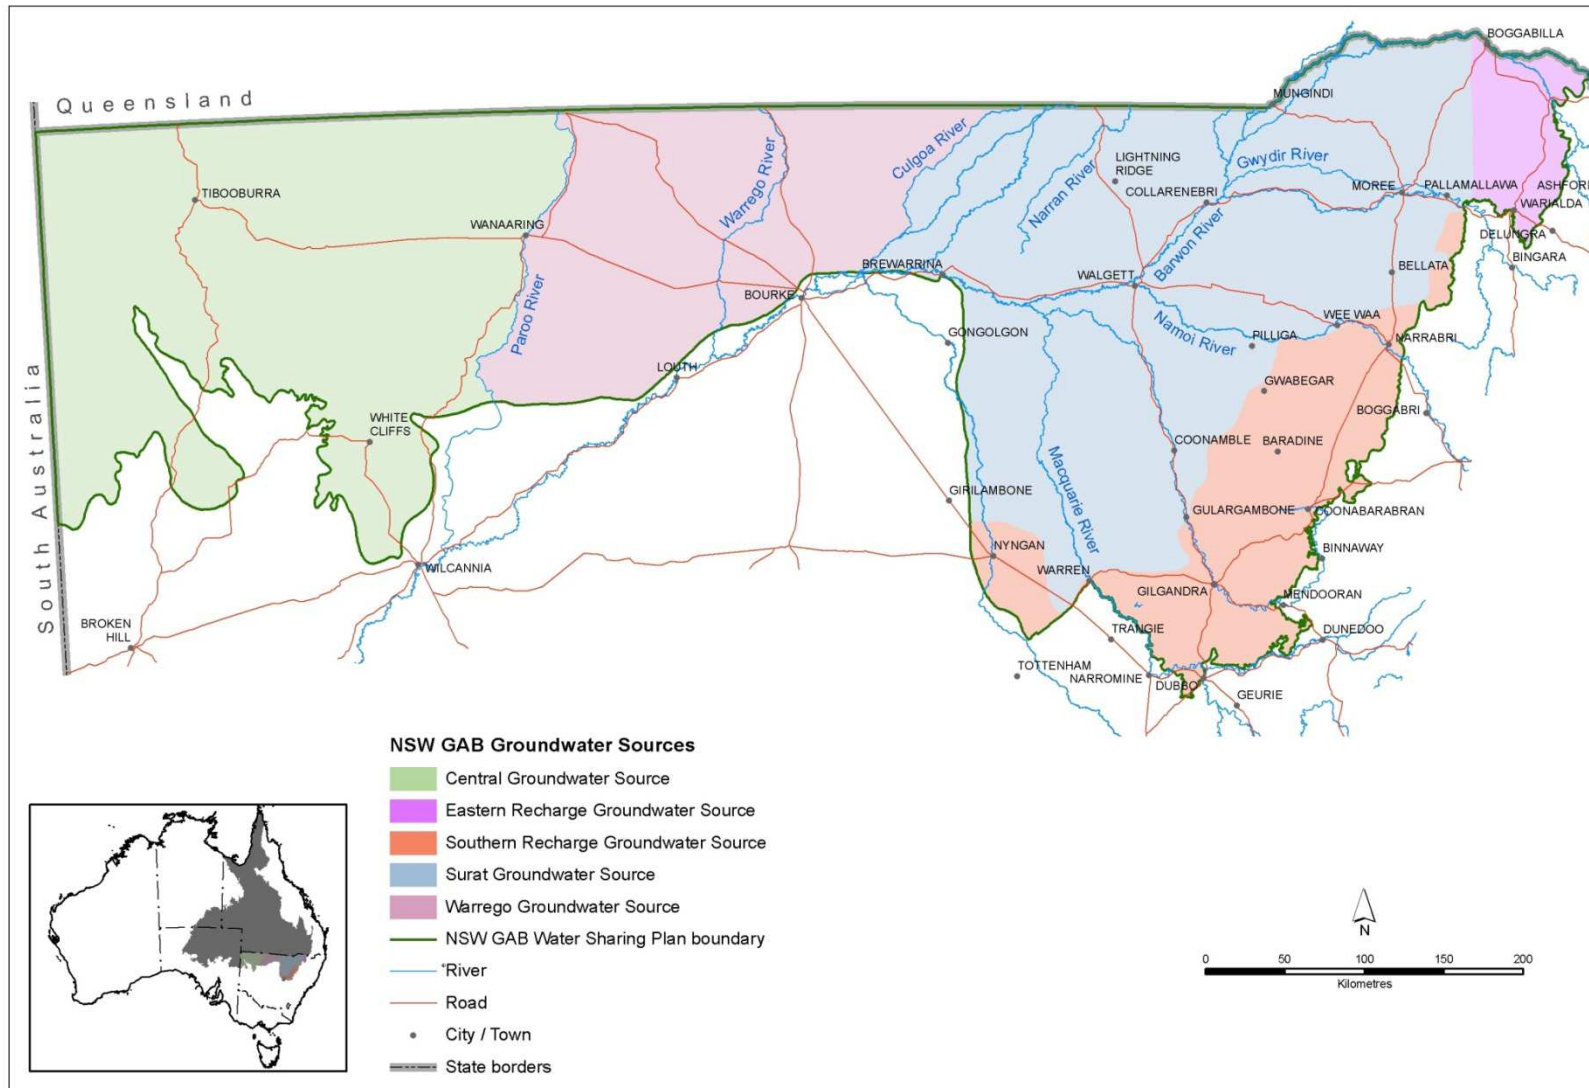 Queensland
South Australia
BOGGABILLA
MUNGINDI
Culgoa River
Warrego River
Narran River
LIGHTNING
RIDGE
COLLARENEBRI
Gwydir River
MOREE
PALLAMALLAWA
ASHFORD
WARIALDA
DELUNGRA
BINGARA
TIBOOBURRA
WANAARING
Paroo River
BREWARRINA
BOURKE
WALGETT
Barwon River
BELLATA
Namoi River
PILLIGA
WEE WAA
NARRABRI
GONGOLGON
LOUTH
GWABEGAR
BOGGABRI
WHITE
CLIFFS
COONAMBLE
BARADINE
Macquarie River
GIRILAMBONE
GULARGAMBONE
COONABARABRAN
NYNGAN
BINNAWAY
WILCANNIA
WARREN
GILGANDRA
MENDOORAN
BROKEN
HILL
TRANGIE
DUNEDOO
TOTTENHAM
NARROMINE
DUBBO
GEURIE
NSW GAB Groundwater Sources
Central Groundwater Source
Eastern Recharge Groundwater Source
Southern Recharge Groundwater Source
Surat Groundwater Source
Warrego Groundwater Source
NSW GAB Water Sharing Plan boundary
River
Road
City / Town
State borders
N
0 50 100 150 200
Kilometres